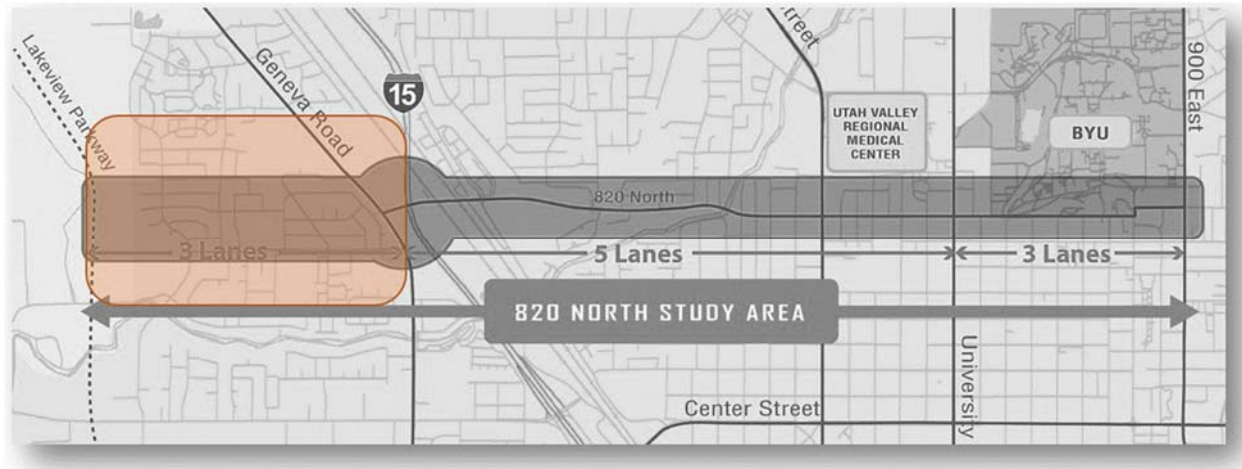 Lakeview Parkway
Geneva Road
15
Street
UTAH VALLEY
REGIONAL
MEDICAL
CENTER
BYU
900 East
820 North
3 Lanes
5 Lanes
3 Lanes
820 NORTH STUDY AREA
University
Center Street